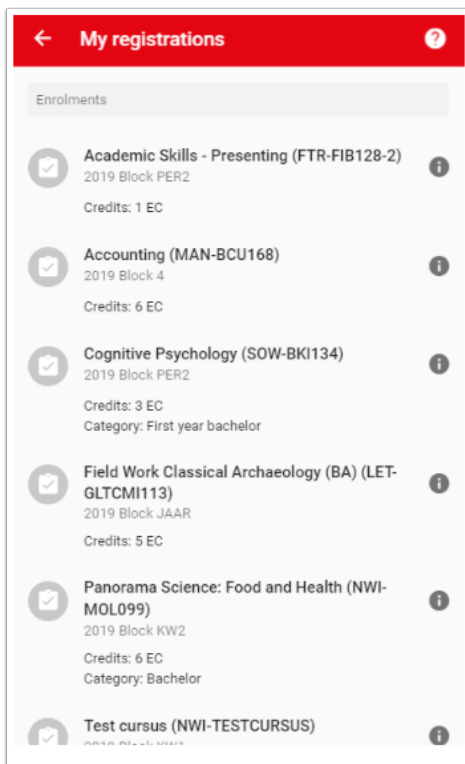 My registrations
Enrolments
Academic Skills - Presenting (FTR-FIB128-2)
2019 Block PER2
Credits: 1 EC
Accounting (MAN-BCU168)
2019 Block 4
Credits: 6 EC
Cognitive Psychology (SOW-BKI134)
2019 Block PER2
Credits: 3 EC
Category: First year bachelor
Field Work Classical Archaeology (BA) (LET-
GLTCMI113)
2019 Block JAAR
Credits: 5 EC
Panorama Science: Food and Health (NWI-
MOL099)
2019 Block KW2
Credits: 6 EC
Category: Bachelor
Test cursus (NWI-TESTCURSUS)